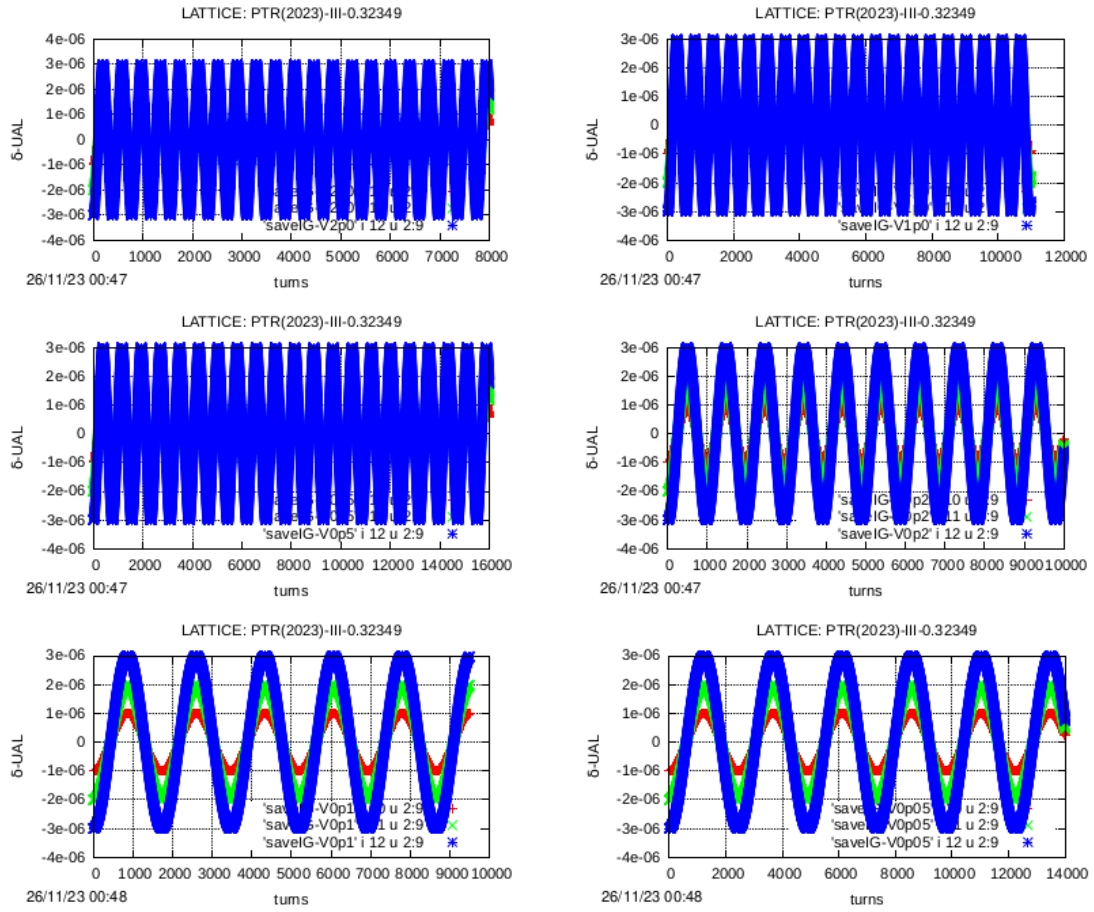 LATTICE: PTR(2023)-III-0.32349
4e-06
3e-06
2e-06
1e-06
0
-1e-06
-2e-06
-3e-06
-4e-06
δ-UAL
'saveIG-V2p0' i 12 u 2:9
0 1000 2000 3000 4000 5000 6000 7000 8000
26/11/23 00:47
turns
LATTICE: PTR(2023)-III-0.32349
3e-06
2e-06
1e-06
0
-1e-06
-2e-06
-3e-06
-4e-06
δ-UAL
'saveIG-V1p0' i 12 u 2:9
0 2000 4000 6000 8000 10000 12000
26/11/23 00:47
turns
LATTICE: PTR(2023)-III-0.32349
3e-06
2e-06
1e-06
0
-1e-06
-2e-06
-3e-06
-4e-06
δ-UAL
'saveIG-V0p5' i 12 u 2:9
0 2000 4000 6000 8000 10000 12000 14000 16000
26/11/23 00:47
turns
LATTICE: PTR(2023)-III-0.32349
3e-06
2e-06
1e-06
0
-1e-06
-2e-06
-3e-06
-4e-06
δ-UAL
'saveIG-V0p2' i 12 u 2:9
0 1000 2000 3000 4000 5000 6000 7000 8000 9000 10000
26/11/23 00:47
turns
LATTICE: PTR(2023)-III-0.32349
3e-06
2e-06
1e-06
0
-1e-06
-2e-06
-3e-06
-4e-06
δ-UAL
'saveIG-V0p1' i 12 u 2:9
0 1000 2000 3000 4000 5000 6000 7000 8000 9000 10000
26/11/23 00:48
turns
LATTICE: PTR(2023)-III-0.32349
3e-06
2e-06
1e-06
0
-1e-06
-2e-06
-3e-06
-4e-06
δ-UAL
'saveIG-V0p05' i 12 u 2:9
0 2000 4000 6000 8000 10000 12000 14000
26/11/23 00:48
turns